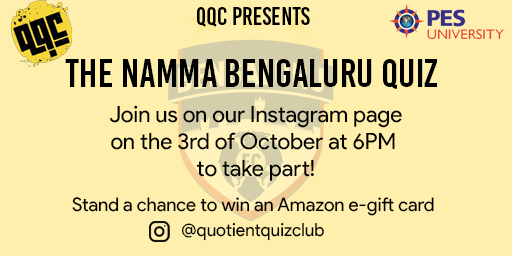 QQC
QQC PRESENTS
PES
UNIVERSITY
THE NAMMA BENGALURU QUIZ
Join us on our Instagram page
on the 3rd of October at 6PM
to take part!
FC
Stand a chance to win an Amazon e-gift card
@quotientquizclub